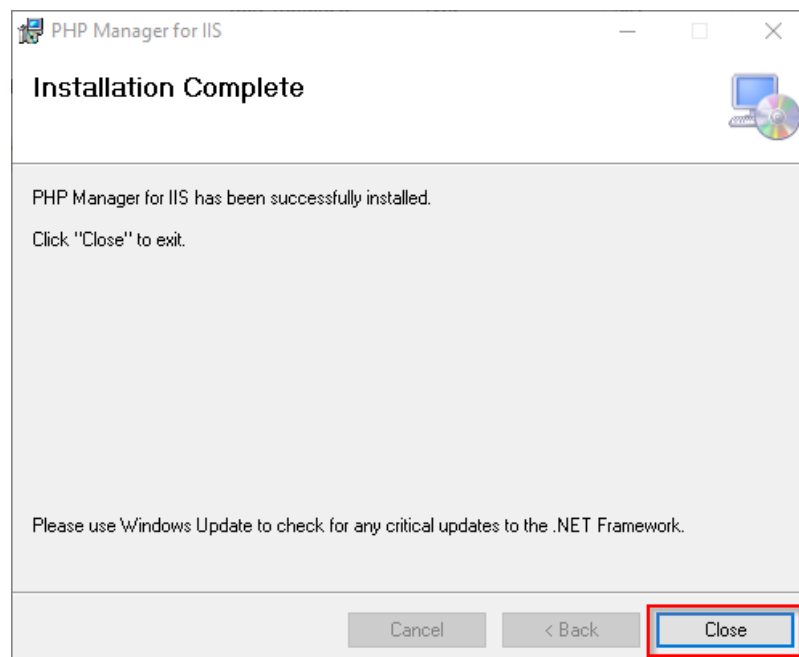 PHP Manager for IIS
Installation Complete
PHP Manager for IIS has been successfully installed.
Click "Close" to exit.
Please use Windows Update to check for any critical updates to the .NET Framework.
Cancel
< Back
Close